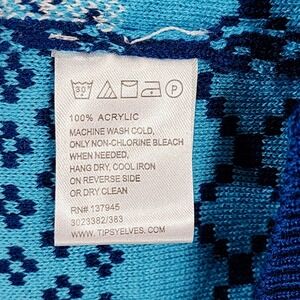 30°
P
100% ACRYLIC
MACHINE WASH COLD,
ONLY NON-CHLORINE BLEACH
WHEN NEEDED,
HANG DRY, COOL IRON
ON REVERSE SIDE
OR DRY CLEAN
RN# 137945
3023382/383
WWW.TIPSYELVES.COM